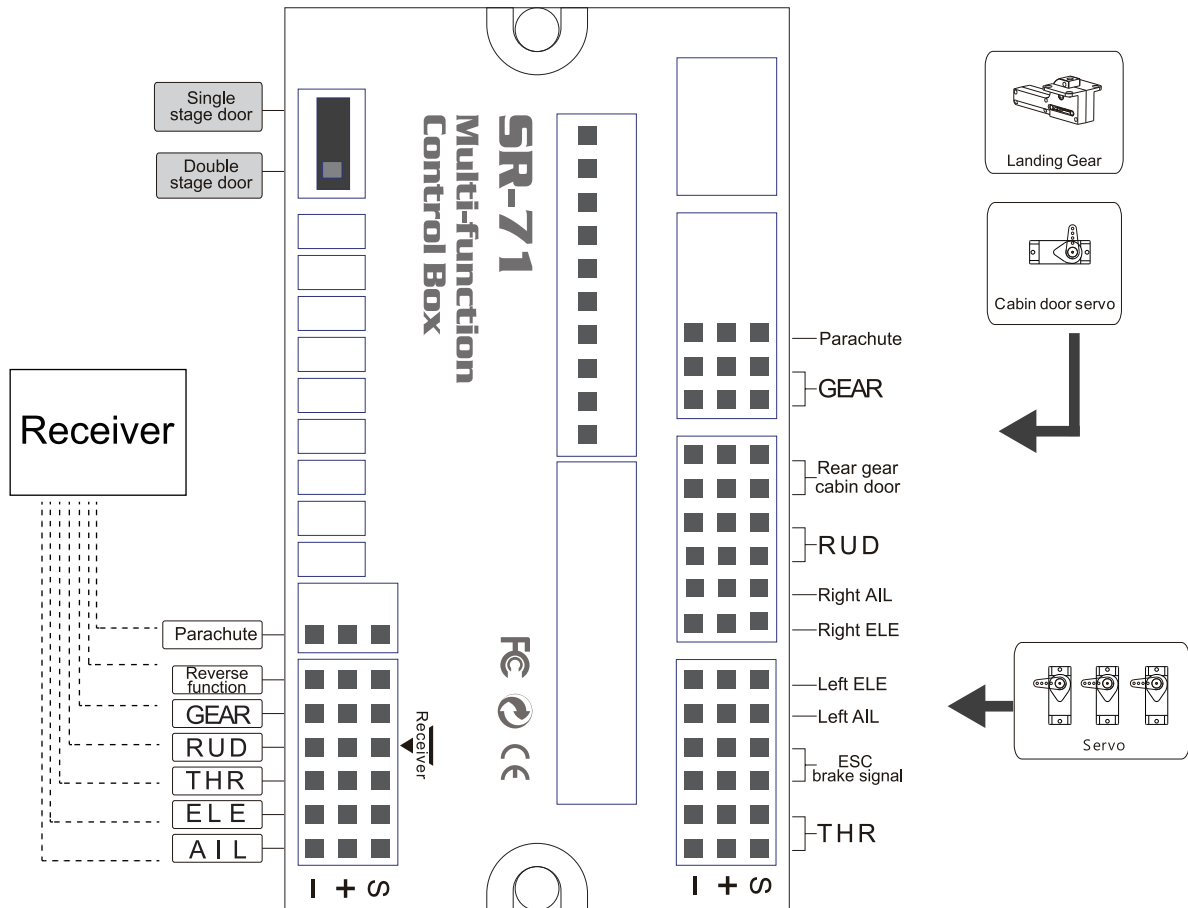 Single
stage door
Double
stage door
SR-71
Multi-function
Control Box
Landing Gear
Cabin door servo
Parachute
GEAR
Receiver
Rear gear
cabin door
RUD
Right AIL
Right ELE
Parachute
Reverse
function
GEAR
RUD
THR
ELE
AIL
Receiver
FC
CE
Left ELE
Left AIL
ESC
brake signal
THR
Servo
- + S
- + S